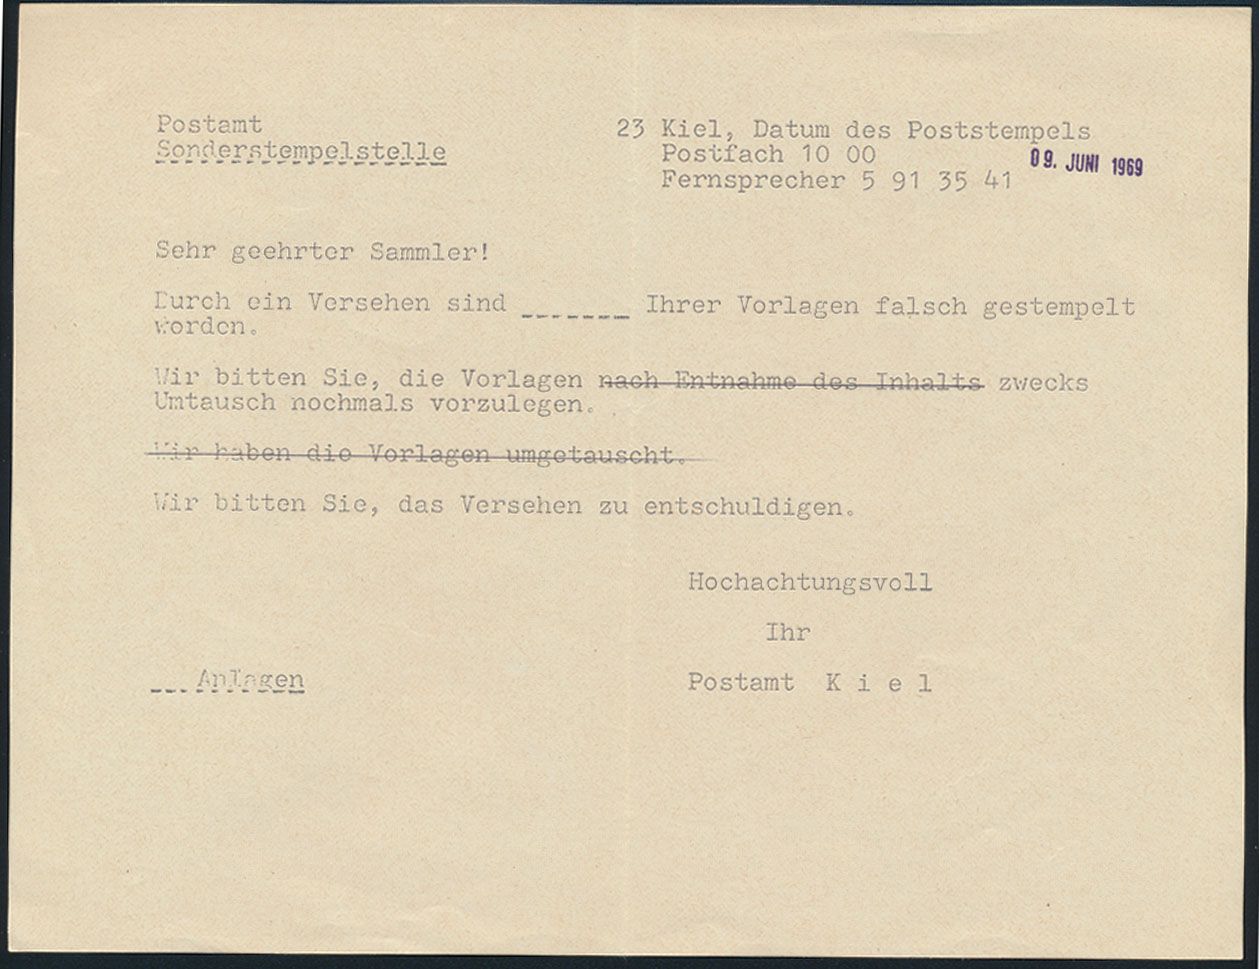 Postamt
Sonderstempelstelle
23 Kiel, Datum des Poststempels
Postfach 10 00
09. JUNI 1969
Fernsprecher 5 91 35 41
Sehr geehrter Sammler!
Durch ein Versehen sind _______ Ihrer Vorlagen falsch gestempelt
worden.
Wir bitten Sie, die Vorlagen nach Entnahme des Inhalts zwecks
Umtausch nochmals vorzulegen.
Wir haben die Vorlagen umgetauscht.
Wir bitten Sie, das Versehen zu entschuldigen.
Hochachtungsvoll
Ihr
___Anlagen
Postamt K i e l